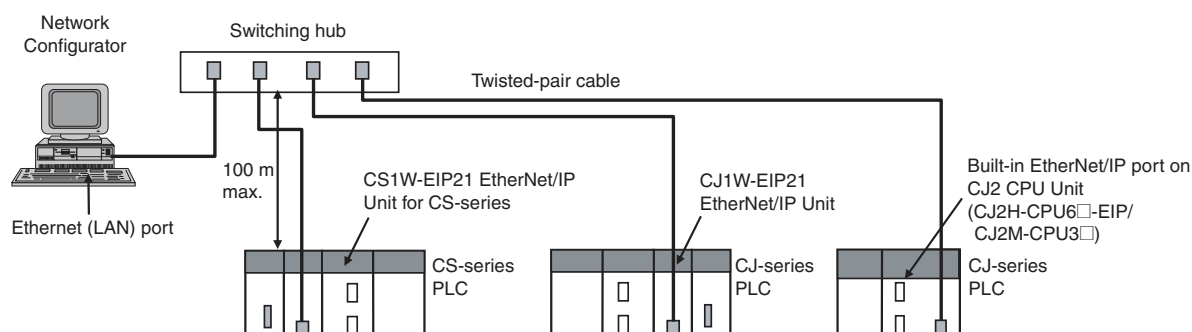 Network
Configurator
Switching hub
Twisted-pair cable
100 m
max.
Ethernet (LAN) port
CS1W-EIP21 EtherNet/IP
Unit for CS-series
CJ1W-EIP21
EtherNet/IP Unit
Built-in EtherNet/IP port on
CJ2 CPU Unit
(CJ2H-CPU6□-EIP/
CJ2M-CPU3□)
CS-series
PLC
CJ-series
PLC
CJ-series
PLC